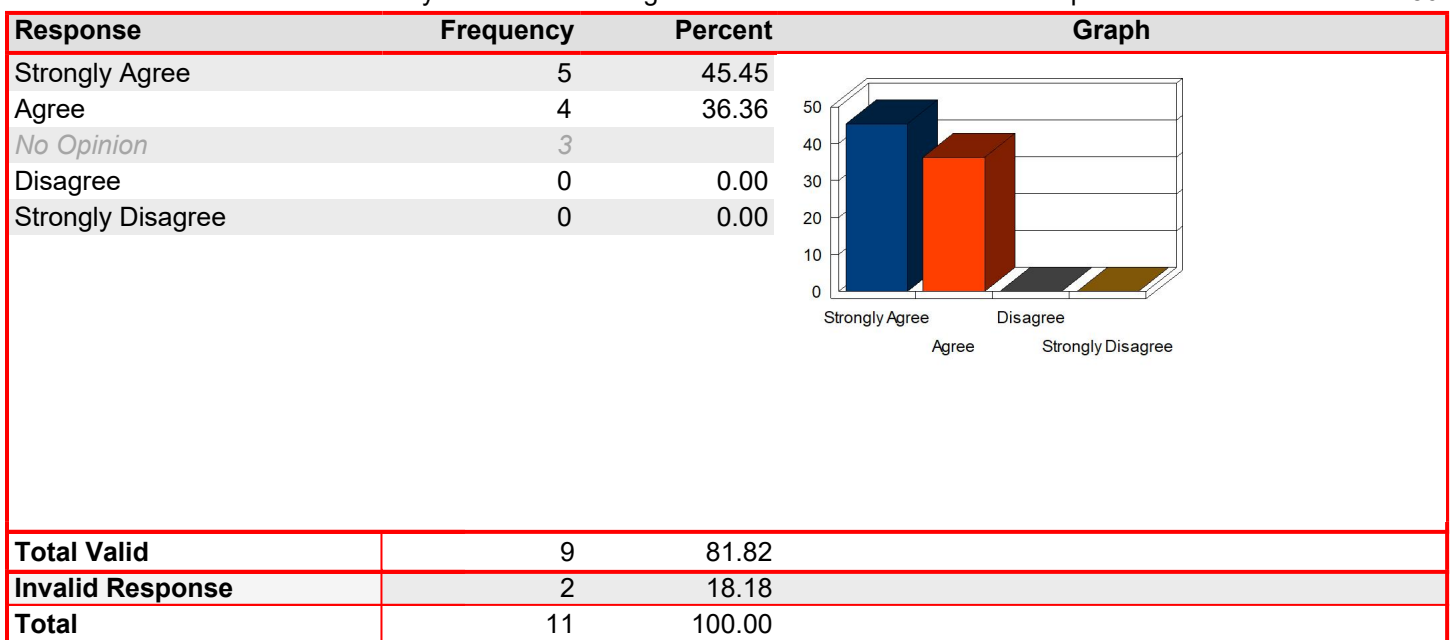 Response Frequency Percent Graph
Strongly Agree 5 45.45
Agree 4 36.36
No Opinion 3
Disagree 0 0.00
Strongly Disagree 0 0.00
50
40
30
20
10
0
Strongly Agree Disagree
Agree Strongly Disagree
Total Valid 9 81.82
Invalid Response 2 18.18
Total 11 100.00